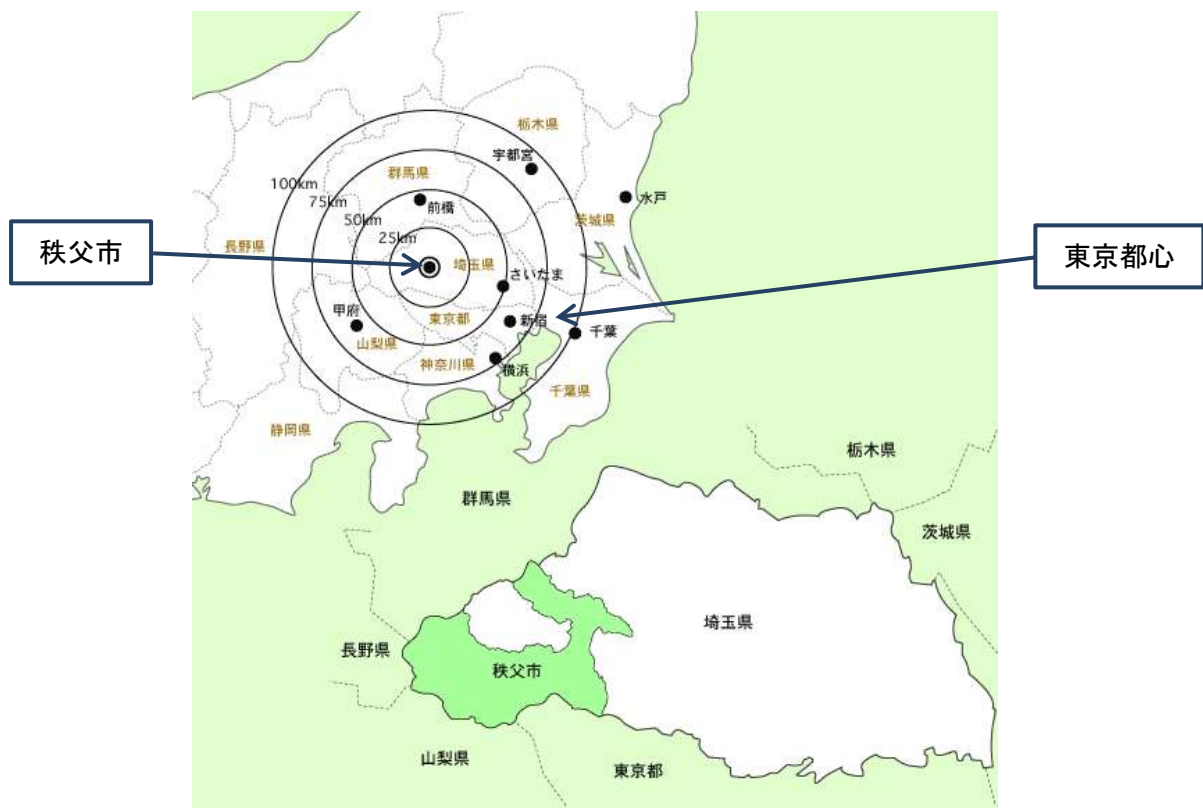 栃木県
宇都宮
群馬県
100km
75km
前橋
水戸
50km
茨城県
25km
長野県
秩父市
埼玉県
さいたま
東京都心
甲府
東京都
新宿
千葉
山梨県
神奈川県
横浜
千葉県
静岡県
栃木県
群馬県
茨城県
埼玉県
長野県
秩父市
山梨県
東京都